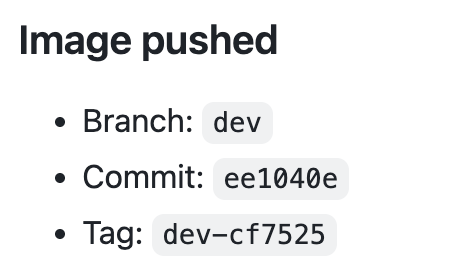 Image pushed
• Branch: dev
• Commit: ee1040e
• Tag: dev-cf7525